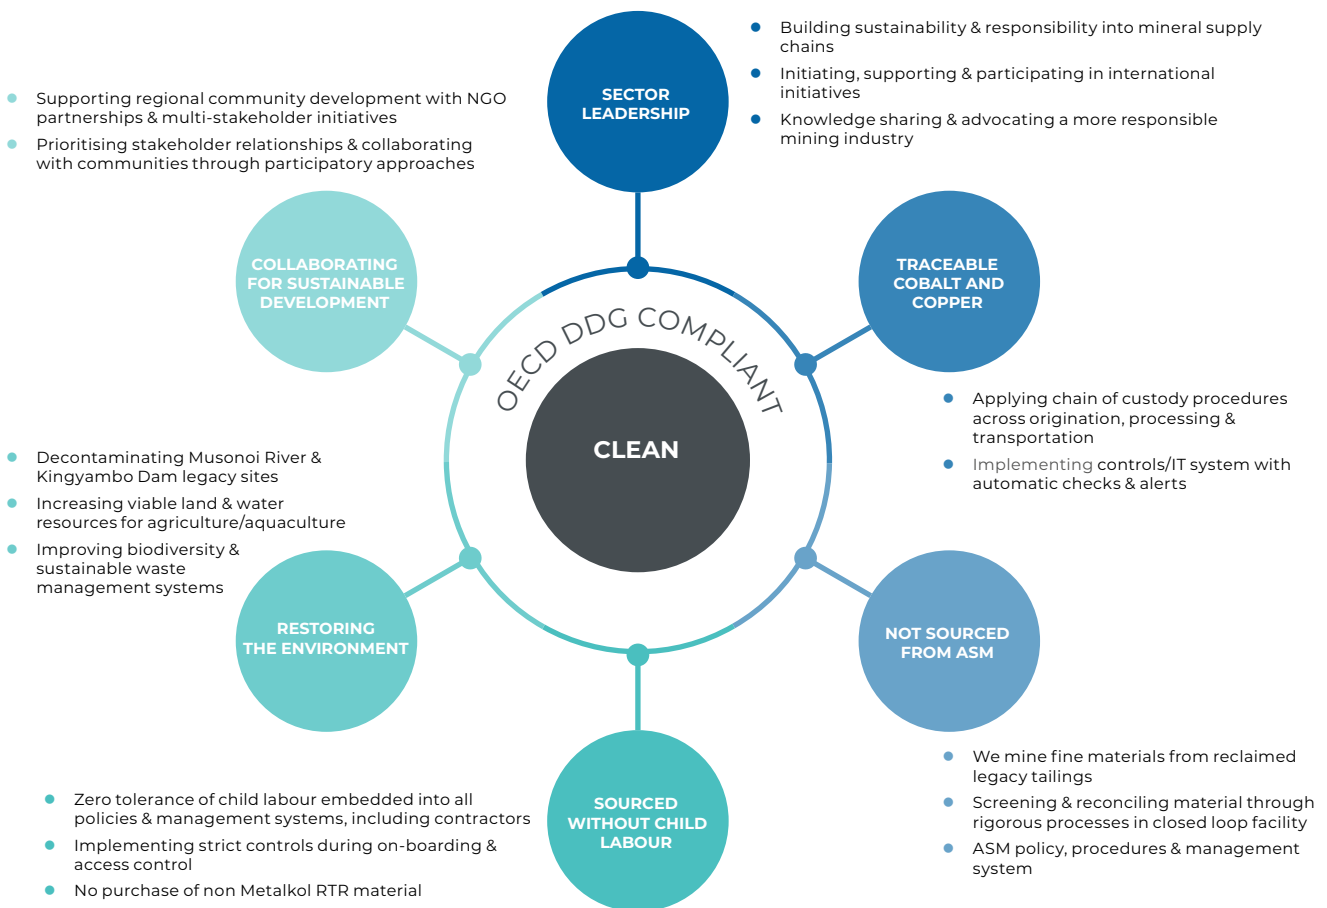 SECTOR
LEADERSHIP
Building sustainability & responsibility into mineral supply
chains
Initiating, supporting & participating in international
initiatives
Knowledge sharing & advocating a more responsible
mining industry
Supporting regional community development with NGO
partnerships & multi-stakeholder initiatives
Prioritising stakeholder relationships & collaborating
with communities through participatory approaches
COLLABORATING
FOR SUSTAINABLE
DEVELOPMENT
TRACEABLE
COBALT AND
COPPER
OECD DDG COMPLIANT
CLEAN
Applying chain of custody procedures
across origination, processing &
transportation
Implementing controls/IT system with
automatic checks & alerts
Decontaminating Musonoi River &
Kingyambo Dam legacy sites
Increasing viable land & water
resources for agriculture/aquaculture
Improving biodiversity &
sustainable waste
management systems
RESTORING
THE ENVIRONMENT
NOT SOURCED
FROM ASM
We mine fine materials from reclaimed
legacy tailings
Screening & reconciling material through
rigorous processes in closed loop facility
ASM policy, procedures & management
system
Zero tolerance of child labour embedded into all
policies & management systems, including contractors
Implementing strict controls during on-boarding &
access control
No purchase of non Metalkol RTR material
SOURCED
WITHOUT CHILD
LABOUR